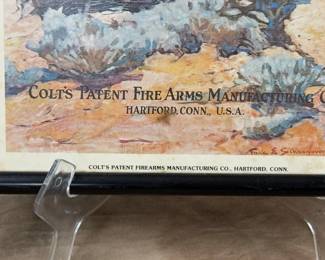 COLT'S PATENT FIRE ARMS MANUFACTURING
HARTFORD, CONN., U.S.A.
COLT'S PATENT FIREARMS MANUFACTURING CO., HARTFORD, CONN.